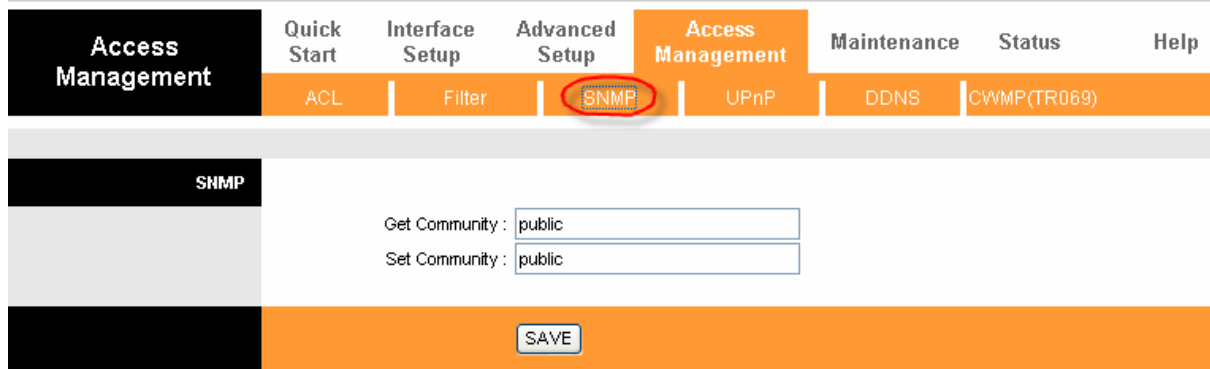 Access
Management
Quick
Start
Interface
Setup
Advanced
Setup
Access
Management
Maintenance
Status
Help
ACL
Filter
SNMP
UPnP
DDNS
CWMP(TR069)
SNMP
Get Community : public
Set Community : public
SAVE